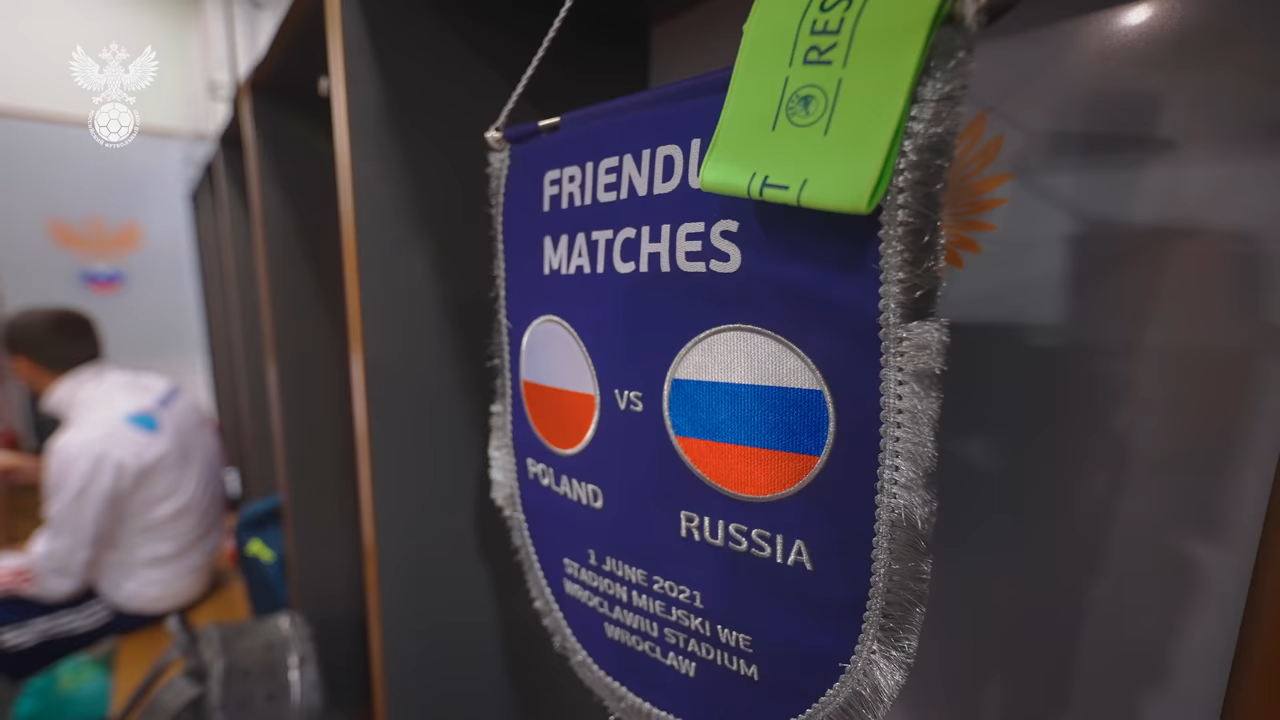 RES
T
FRIENDL
MATCHES
VS
POLAND
RUSSIA
1 JUNE 2021
STADION MIEJSKI WE
WROCLAWIU STADIUM
WROCLAW